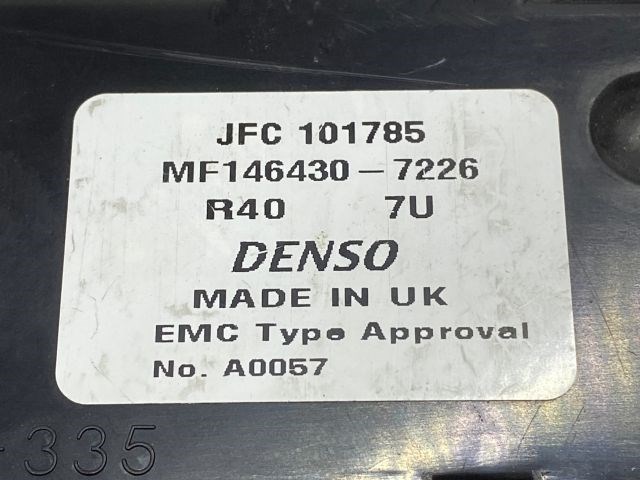 JFC 101785
MF146430-7226
R40 7U
DENSO
MADE IN UK
EMC Type Approval
No. A0057
335